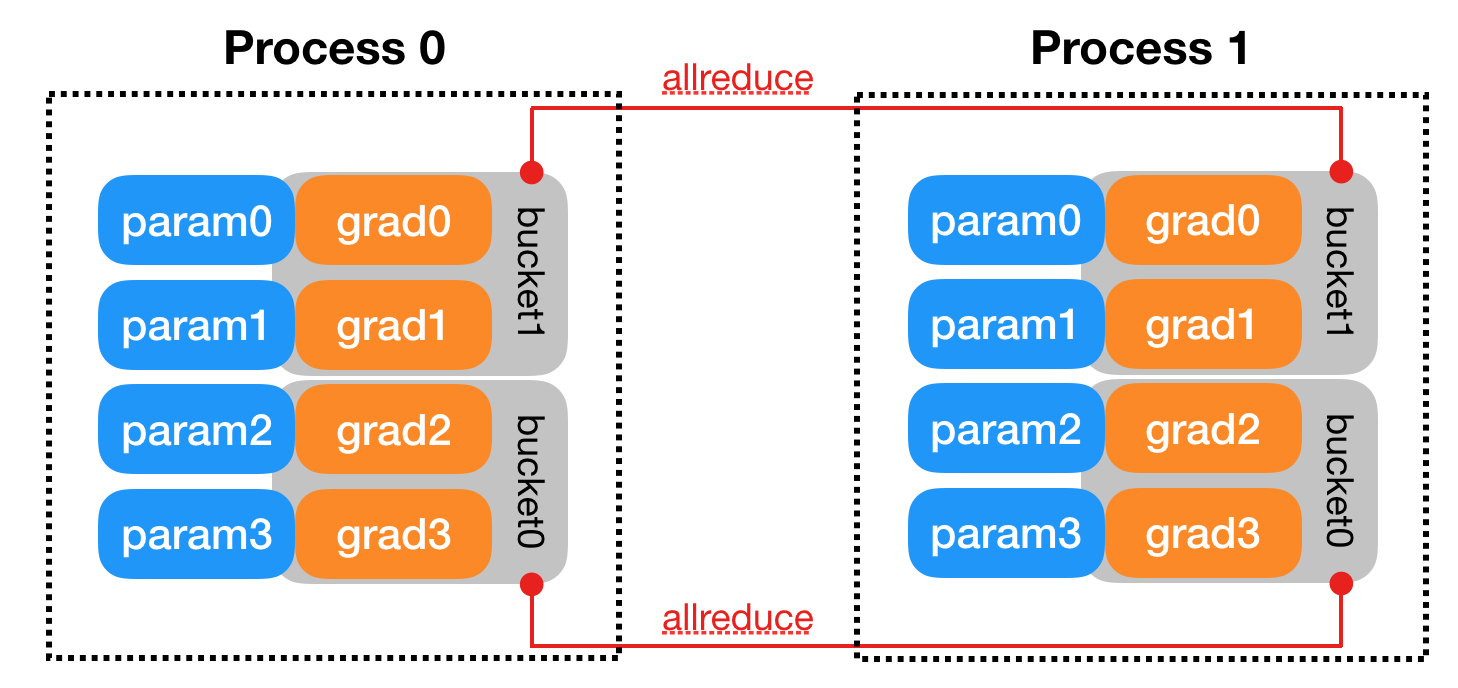 Process 0
Process 1
allreduce
param0 grad0
bucket1
param1 grad1
param2 grad2
bucket0
param3 grad3
param0 grad0
bucket1
param1 grad1
param2 grad2
bucket0
param3 grad3
allreduce